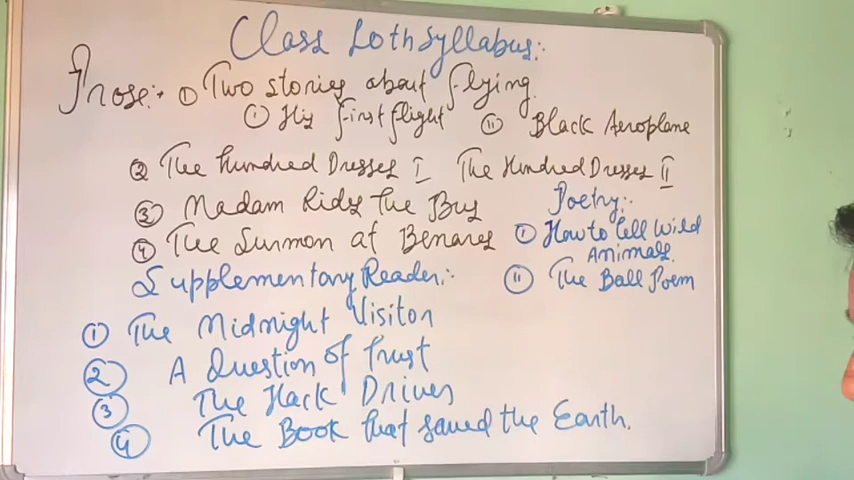 Class 10th Syllabus:
Prose:- ① Two stories about flying.
ⓘ His first flight ⓘⓘ Black Aeroplane
② The Hundred Dresses I The Hundred Dresses II
③ Madam Rides The Bus
④ The Surmon at Benares
Poetry:
ⓘ How to Tell Wild
Animals.
ⓘⓘ The Ball Poem
Supplementary Reader:-
① The Midnight Visitor
② A Question of Trust
③ The Hack Driver
④ The Book that saved the Earth.